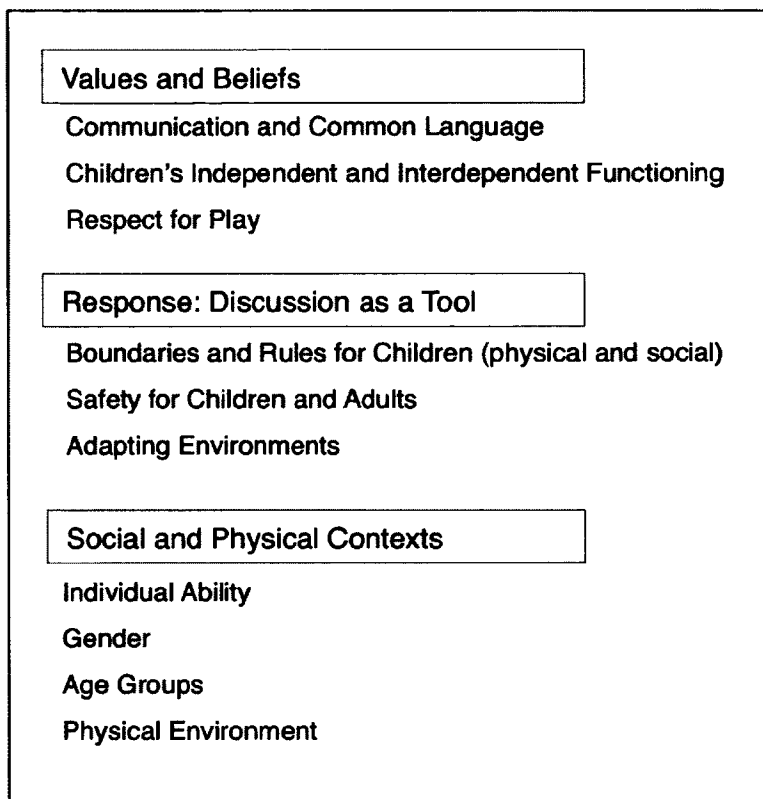 Values and Beliefs
Communication and Common Language
Children's Independent and Interdependent Functioning
Respect for Play
Response: Discussion as a Tool
Boundaries and Rules for Children (physical and social)
Safety for Children and Adults
Adapting Environments
Social and Physical Contexts
Individual Ability
Gender
Age Groups
Physical Environment